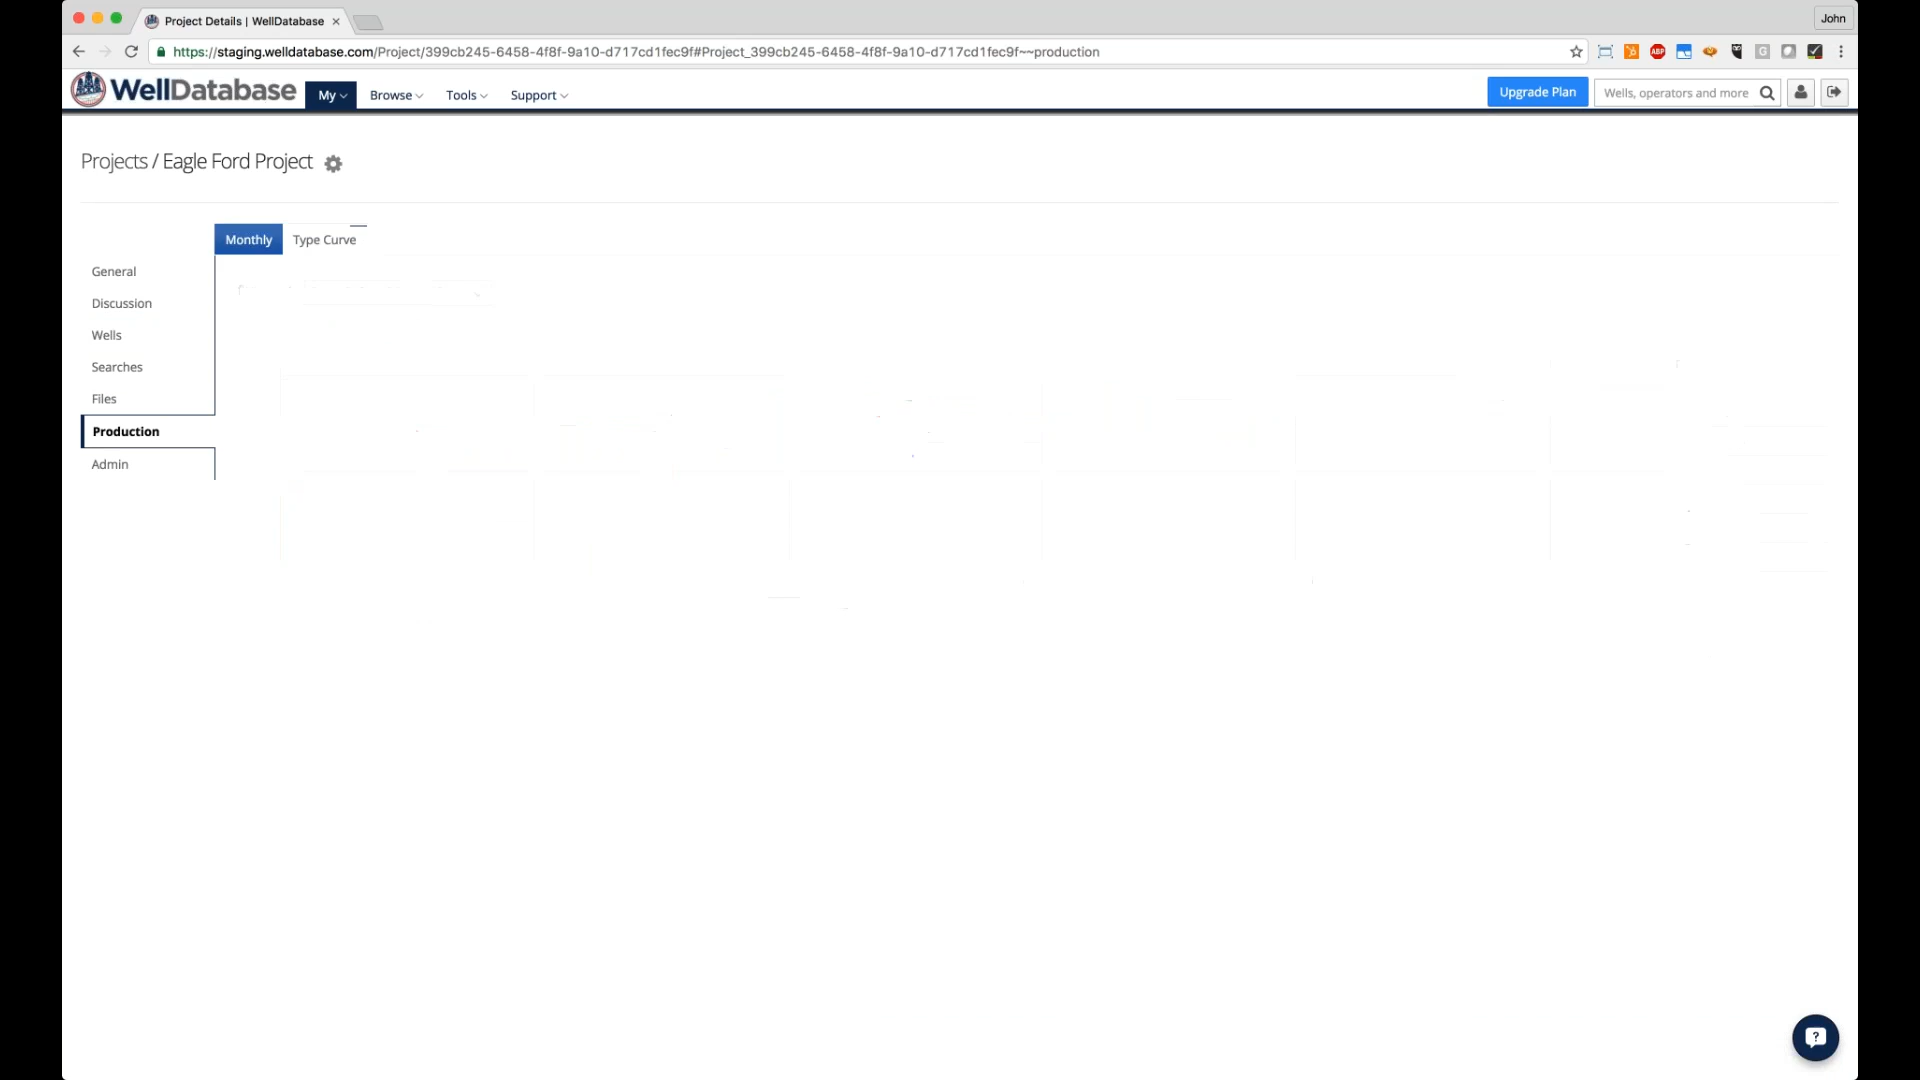 Project Details | WellDatabase
John
https://staging.welldatabase.com/Project/399cb245-6458-4f8f-9a10-d717cd1fec9f#Project_399cb245-6458-4f8f-9a10-d717cd1fec9f~~production
ABP
G
WellDatabase
My
Browse
Tools
Support
Upgrade Plan
Wells, operators and more
Projects / Eagle Ford Project
Monthly
Type Curve
General
Discussion
Wells
Searches
Files
Production
Admin
?